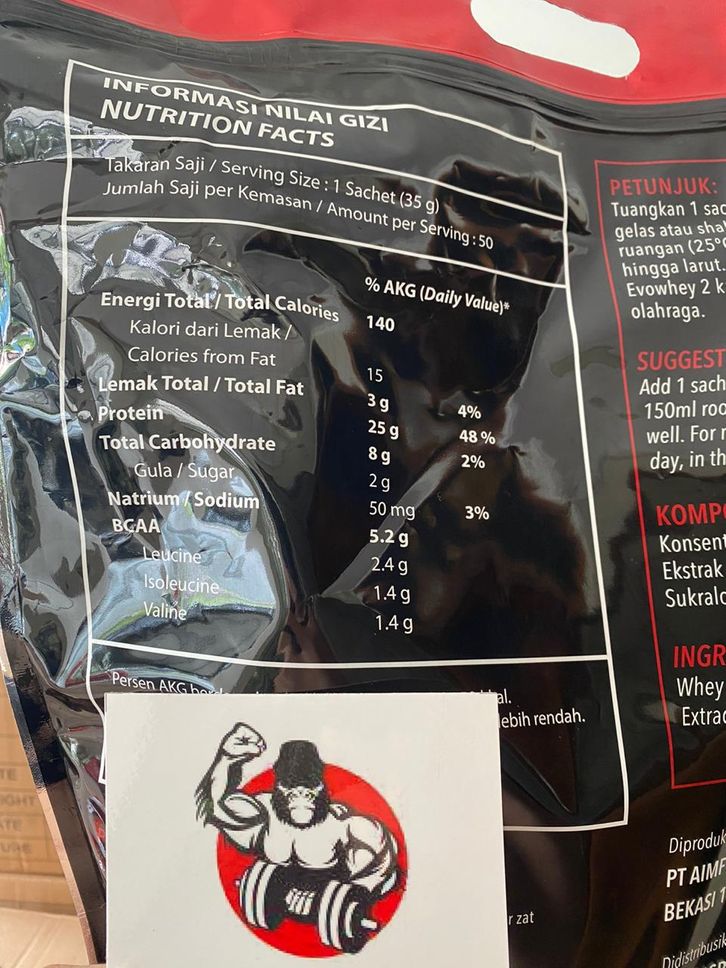 INFORMASI NILAI GIZI
NUTRITION FACTS
Takaran Saji / Serving Size : 1 Sachet (35 g)
Jumlah Saji per Kemasan / Amount per Serving : 50
% AKG (Daily Value)*
Energi Total / Total Calories 140
Kalori dari Lemak /
Calories from Fat 15
Lemak Total / Total Fat 3 g 4%
Protein 25 g 48 %
Total Carbohydrate 8 g 2%
Gula / Sugar 2 g
Natrium / Sodium 50 mg 3%
BCAA 5.2 g
Leucine 2.4 g
Isoleucine 1.4 g
Valine 1.4 g
Persen AKG
ebih rendah.
r zat
PETUNJUK:
Tuangkan 1 sac
gelas atau sha
ruangan (25°
hingga larut.
Evowhey 2 k
olahraga.
SUGGEST
Add 1 sach
150ml roo
well. For
day, in th
KOMP
Konsent
Ekstrak
Sukralo
INGR
Whey
Extrac
Diproduk
PT AIMF
BEKASI 1
Didistribusik